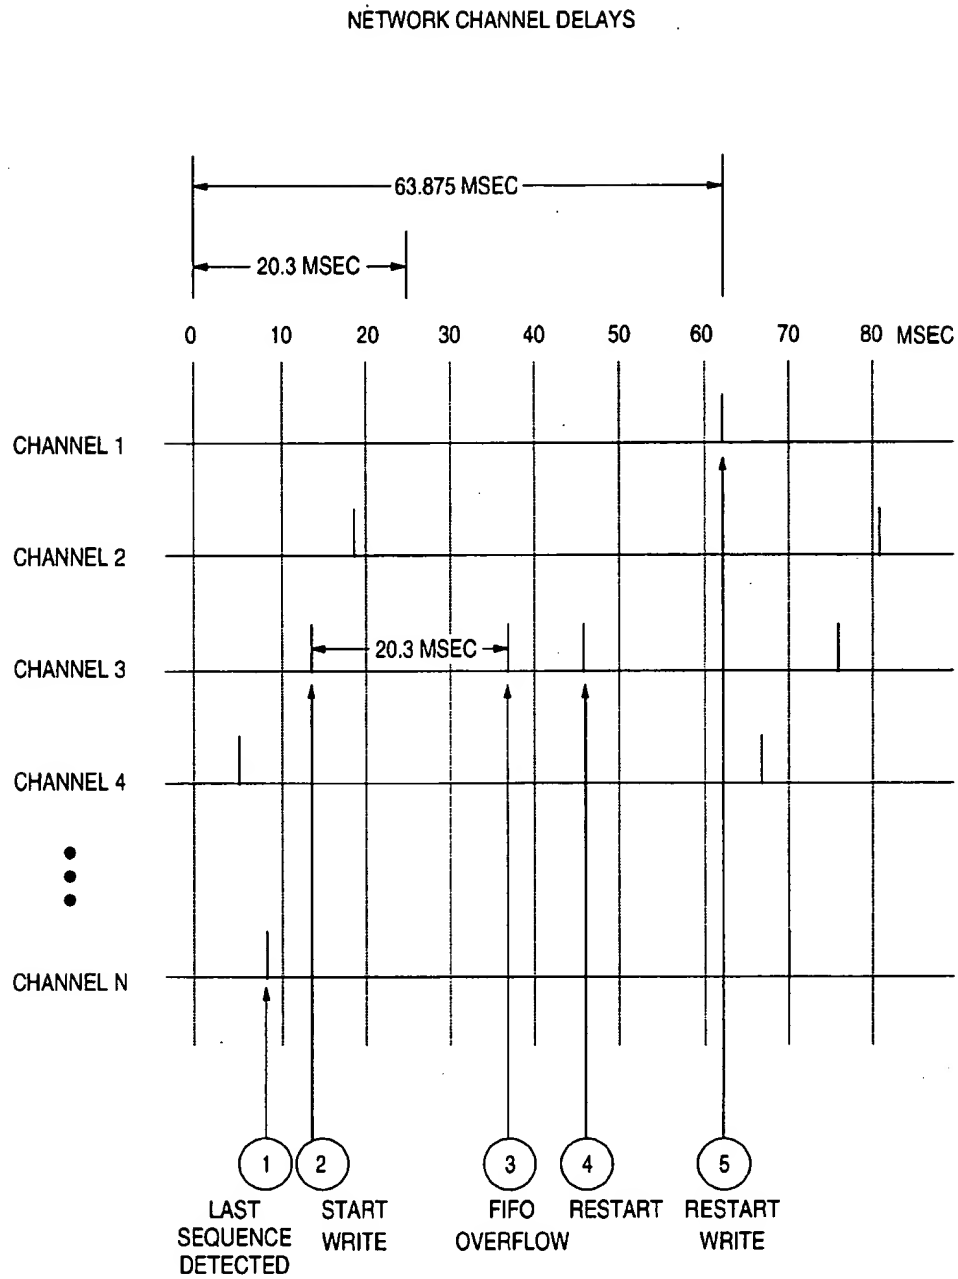 NETWORK CHANNEL DELAYS
63.875 MSEC
20.3 MSEC
0 10 20 30 40 50 60 70 80 MSEC
CHANNEL 1
CHANNEL 2
CHANNEL 3 20.3 MSEC
CHANNEL 4
CHANNEL N
1 2 3 4 5
LAST START FIFO RESTART RESTART
SEQUENCE WRITE OVERFLOW WRITE
DETECTED